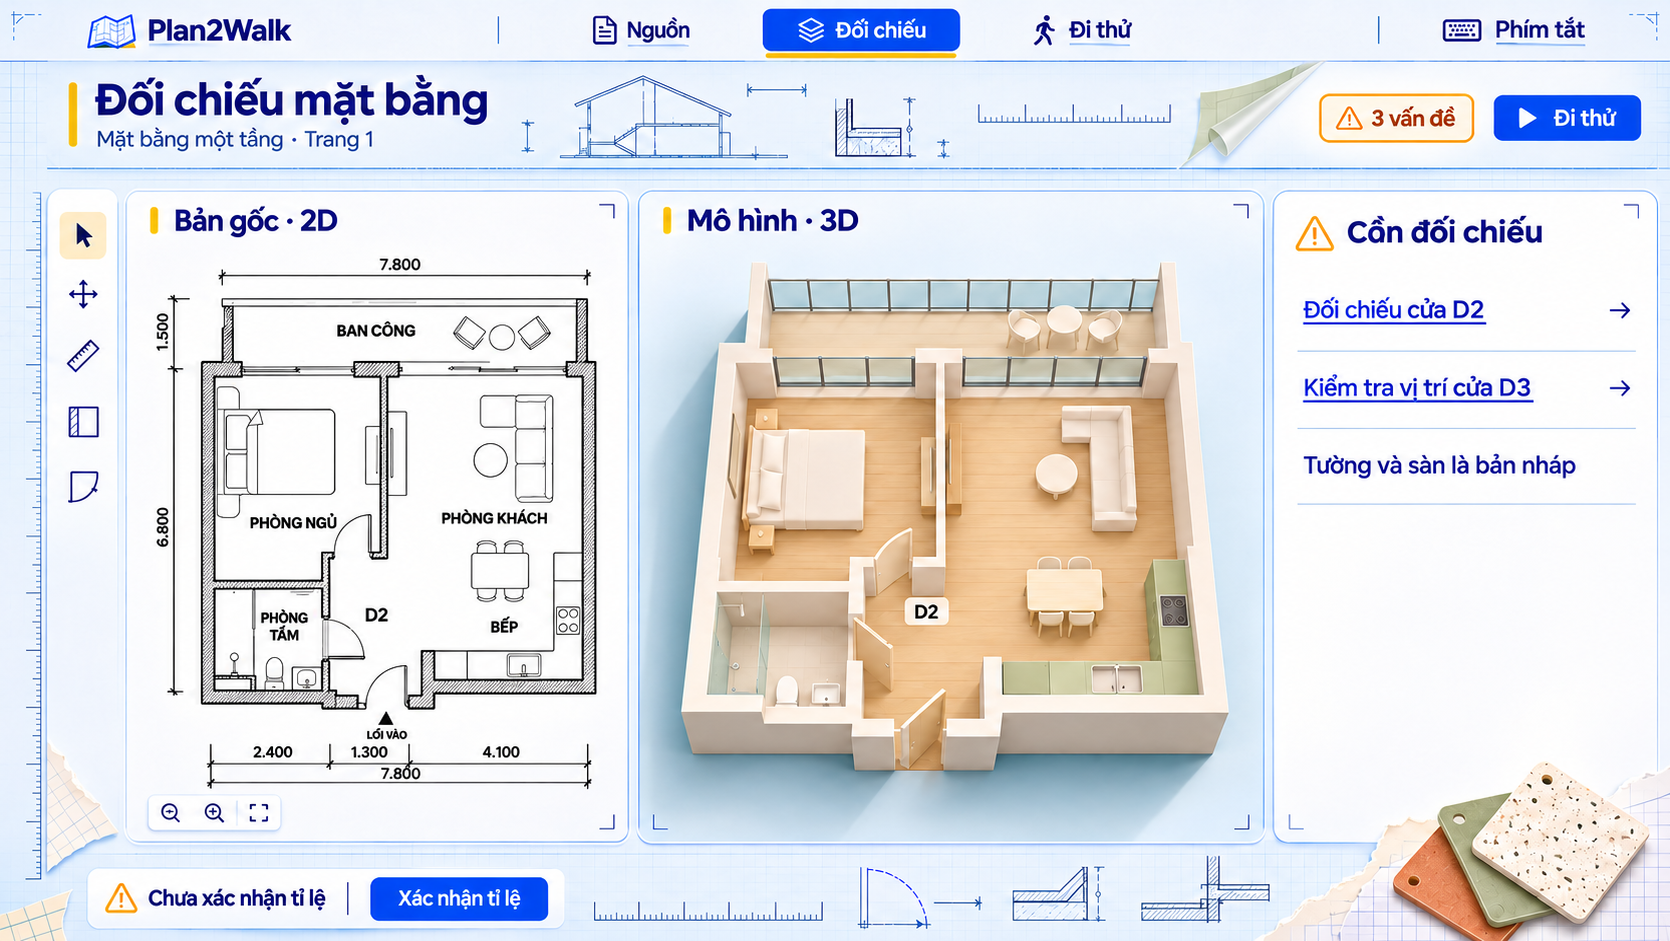 Plan2Walk
Nguồn
Đối chiếu
Đi thử
Phím tắt
Đối chiếu mặt bằng
Mặt bằng một tầng · Trang 1
3 vấn đề
Đi thử
Bản gốc · 2D
7.800
1.500
BAN CÔNG
6.800
PHÒNG NGỦ
PHÒNG KHÁCH
PHÒNG
TẮM
D2
BẾP
LỐI VÀO
2.400
1.300
4.100
7.800
Mô hình · 3D
D2
Cần đối chiếu
Đối chiếu cửa D2
Kiểm tra vị trí cửa D3
Tường và sàn là bản nháp
Chưa xác nhận tỉ lệ
Xác nhận tỉ lệ